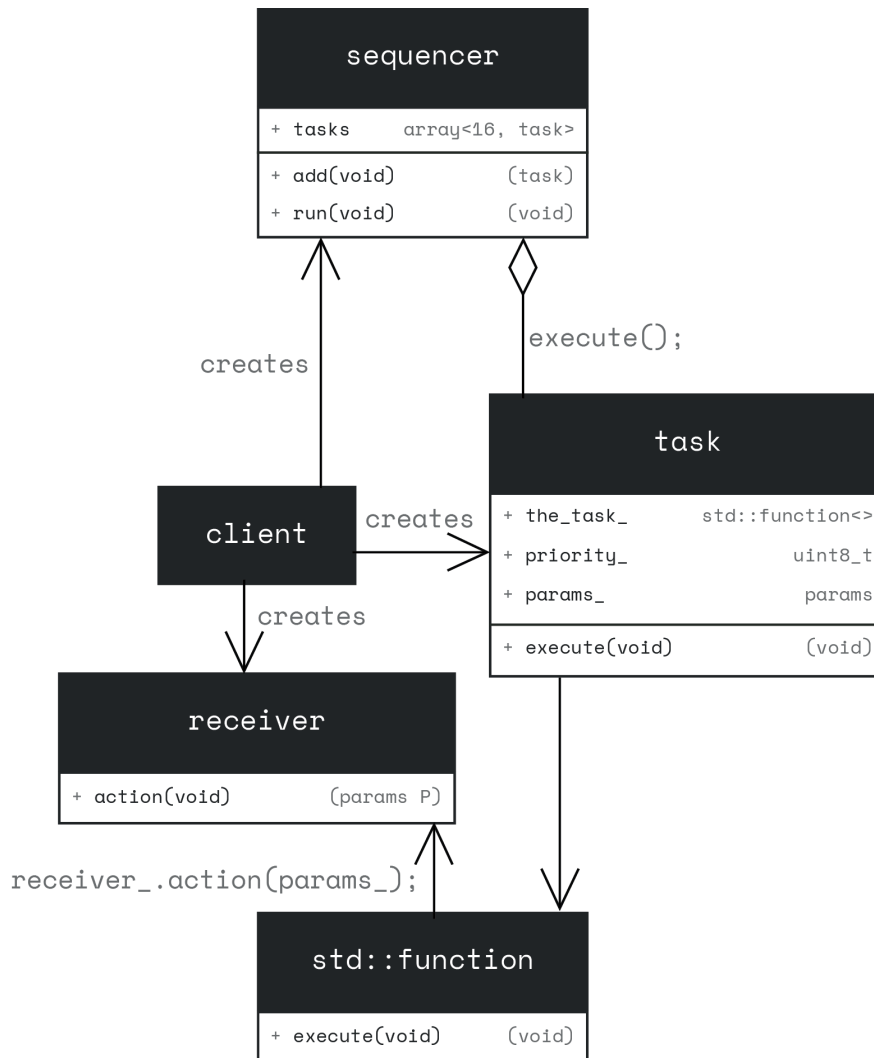 sequencer
+ tasks array<16, task>
+ add(void) (task)
+ run(void) (void)
execute();
creates
task
+ the_task_ std::function<>
+ priority_ uint8_t
+ params_ params
+ execute(void) (void)
client
creates
creates
receiver
+ action(void) (params P)
receiver_.action(params_);
std::function
+ execute(void) (void)